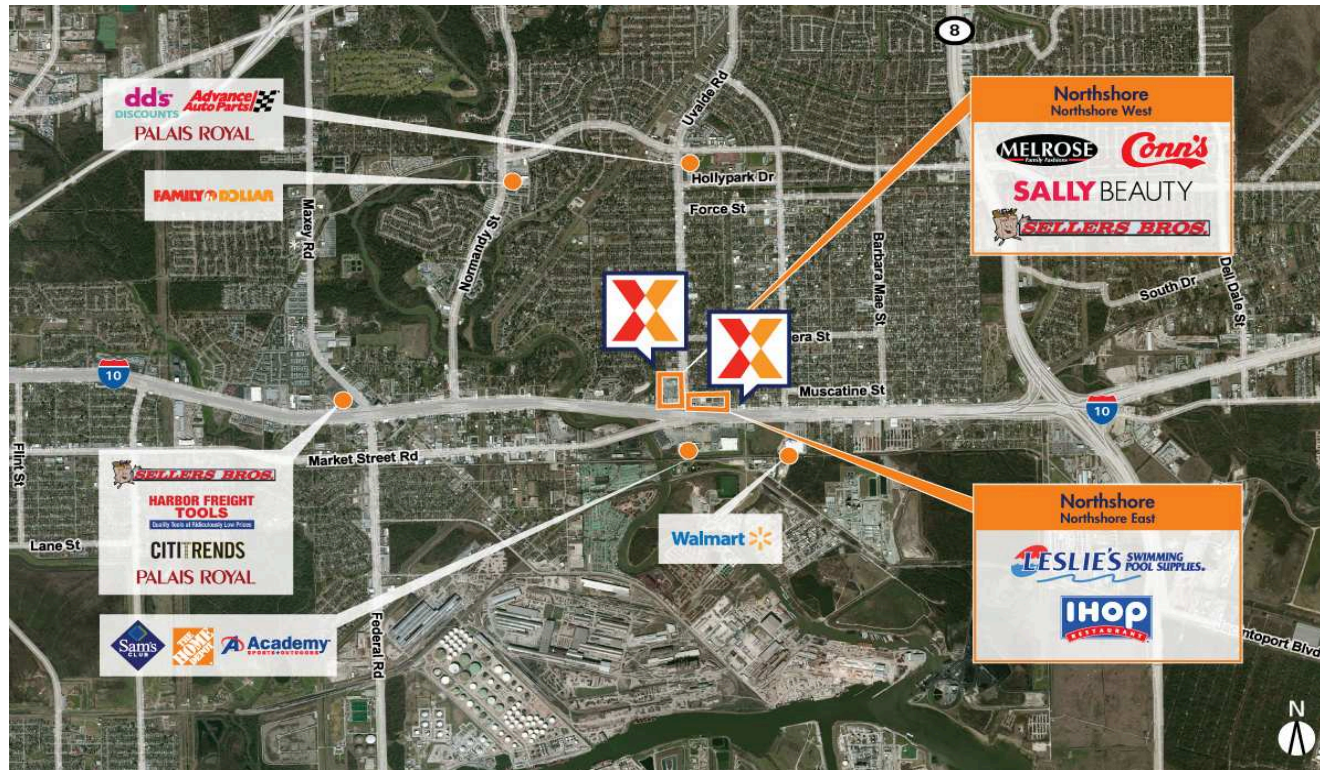 8
dd's
DISCOUNTS
Advance
Auto Parts
PALAIS ROYAL
FAMILY DOLLAR
Maxey Rd
Normandy St
Uvalde Rd
Hollypark Dr
Force St
Barbara Mae St
Northshore
Northshore West
MELROSE
Family Fashions
Conn's
SALLY BEAUTY
SELLERS BROS.
South Dr
Dell Dale St
era St
Muscatine St
10
10
Flint St
Market Street Rd
SELLERS BROS.
HARBOR FREIGHT
TOOLS
Quality Tools at Ridiculously Low Prices
CITI TRENDS
PALAIS ROYAL
Lane St
Walmart
Northshore
Northshore East
LESLIE'S SWIMMING
POOL SUPPLIES.
IHOP
RESTAURANT
Sam's
CLUB
THE
HOME
DEPOT
Academy
SPORTS+OUTDOORS
Federal Rd
ntoport Blvd
N